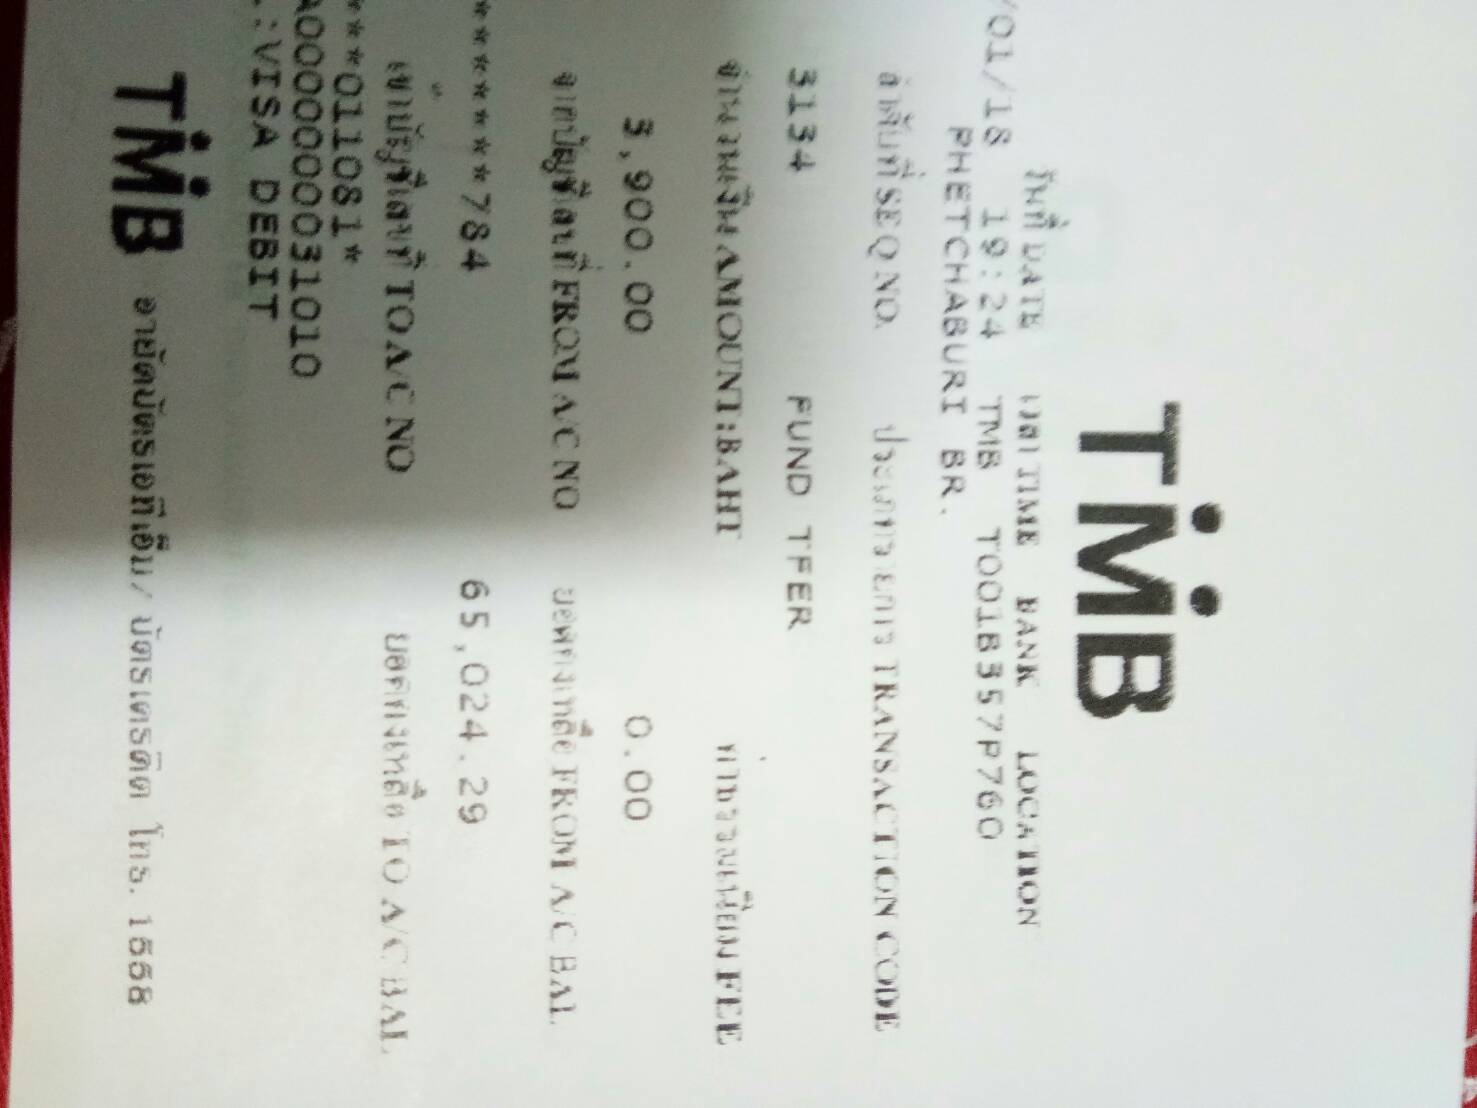 TMB
วันที่ DATE เวลา TIME BANK LOCATION
/01/18 19:24 TMB T001B357P760
PHETCHABURI BR.
ลำดับที่ SEQ NO. ประเภทรายการ TRANSACTION CODE
3134 FUND TFER
จำนวนเงิน AMOUNT:BAHT ค่าธรรมเนียม FEE
3,900.00 0.00
จากบัญชีเลขที่ FROM A/C NO ยอดคงเหลือ FROM A/C BAL
*******784 65,024.29
เข้าบัญชีเลขที่ TO A/C NO ยอดคงเหลือ TO A/C BAL
***011081*
A0000000031010
.:VISA DEBIT
TMB อายัดบัตรเอทีเอ็ม/ บัตรเครดิต โทร. 1558